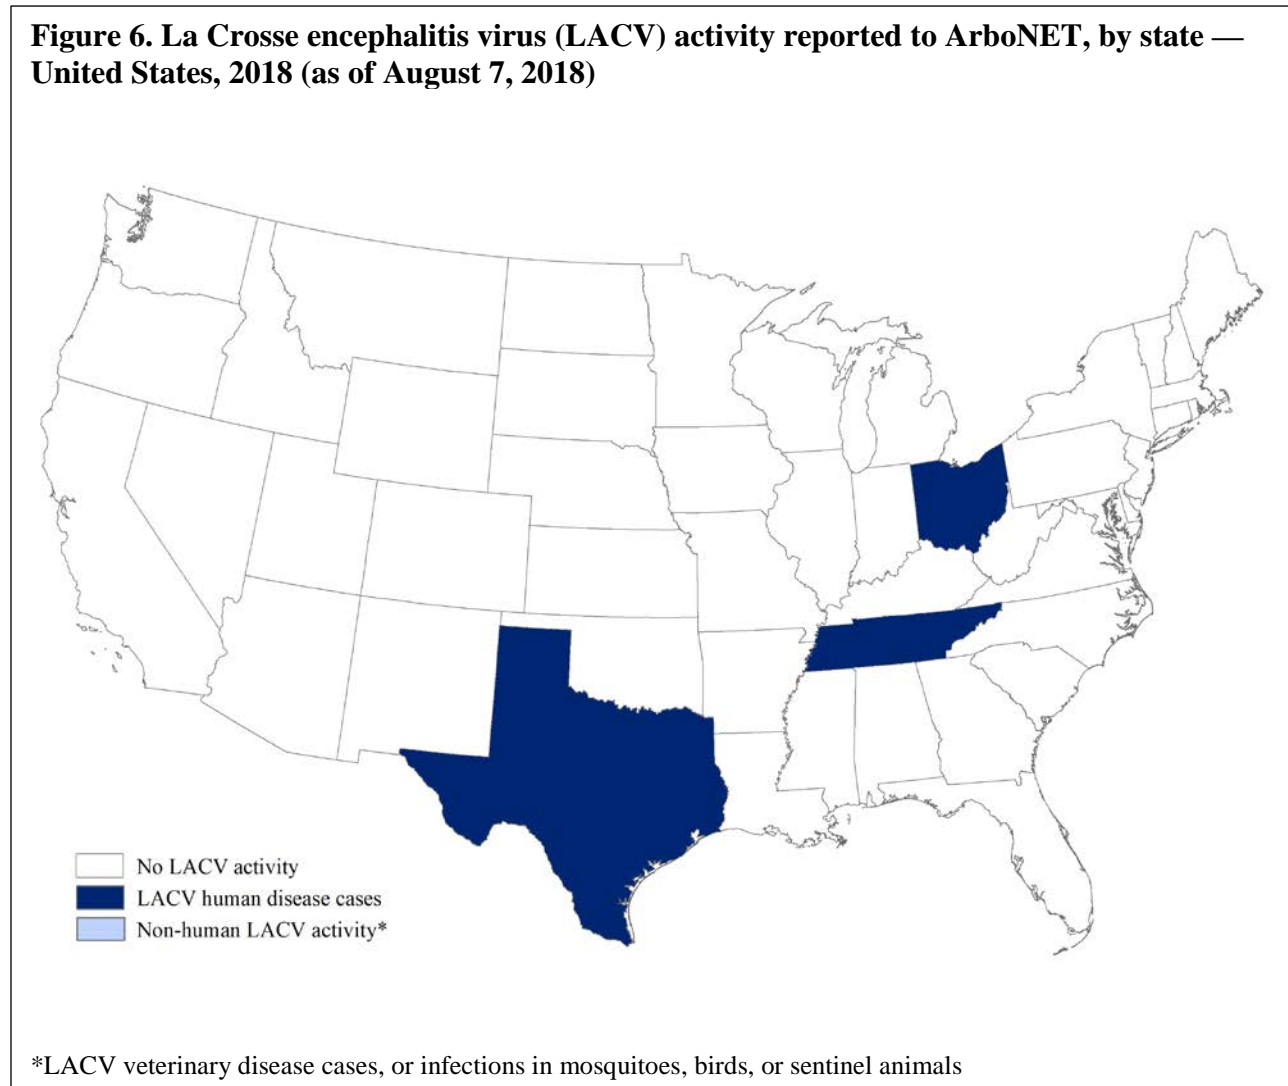 Figure 6. La Crosse encephalitis virus (LACV) activity reported to ArboNET, by state —
United States, 2018 (as of August 7, 2018)
No LACV activity
LACV human disease cases
Non-human LACV activity*
*LACV veterinary disease cases, or infections in mosquitoes, birds, or sentinel animals